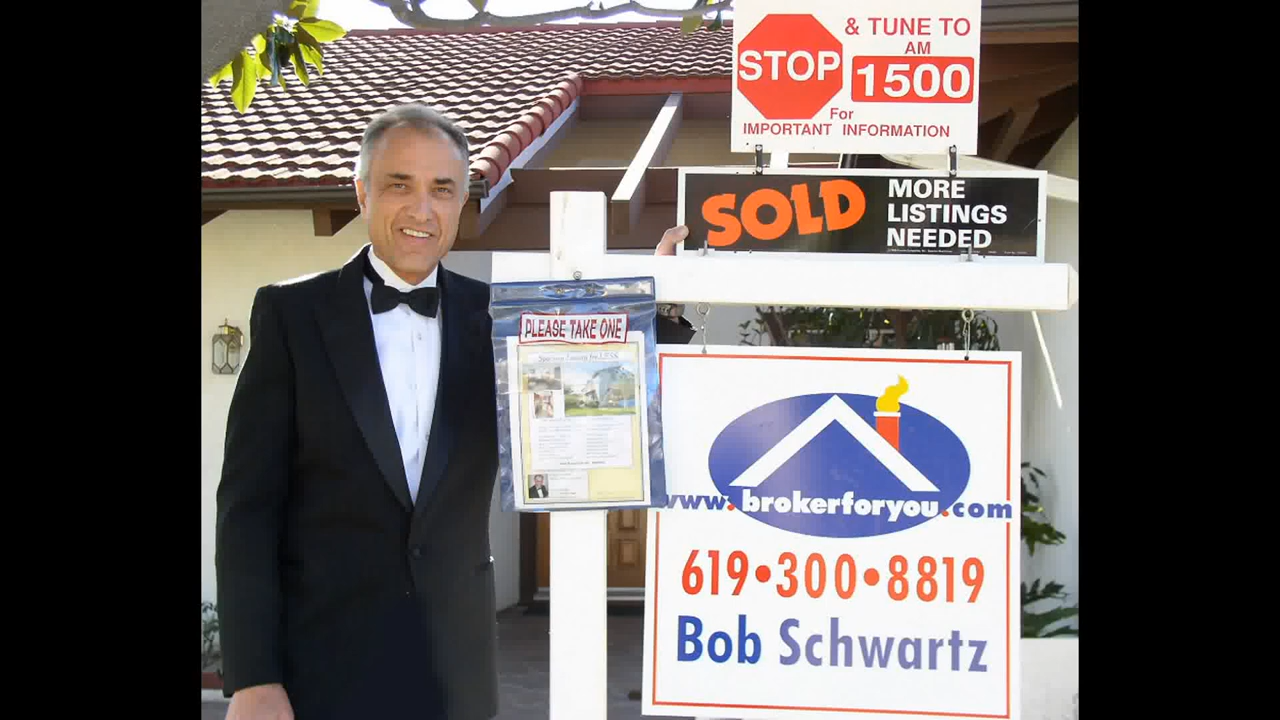 & TUNE TO
STOP
AM
1500
For
IMPORTANT INFORMATION
SOLD
MORE
LISTINGS
NEEDED
PLEASE TAKE ONE
www.brokerforyou.com
619•300•8819
Bob Schwartz